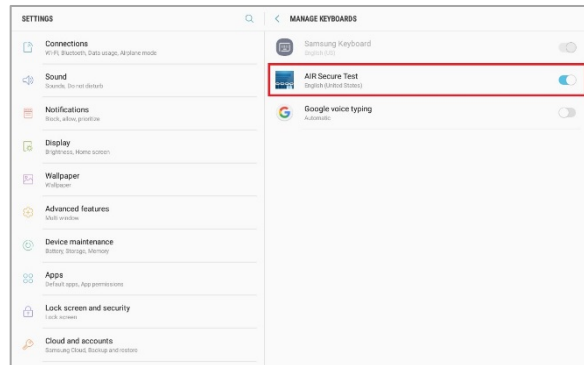 SETTINGS
Connections
Wi-Fi, Bluetooth, Data usage, Airplane mode
Sound
Sounds, Do not disturb
Notifications
Block, allow, prioritize
Display
Brightness, Home screen
Wallpaper
Wallpaper
Advanced features
Multi window
Device maintenance
Battery, Storage, Memory
Apps
Default apps, App permissions
Lock screen and security
Lock screen
Cloud and accounts
Samsung Cloud, Backup and restore
MANAGE KEYBOARDS
Samsung Keyboard
English (US)
AIR Secure Test
English (United States)
Google voice typing
Automatic